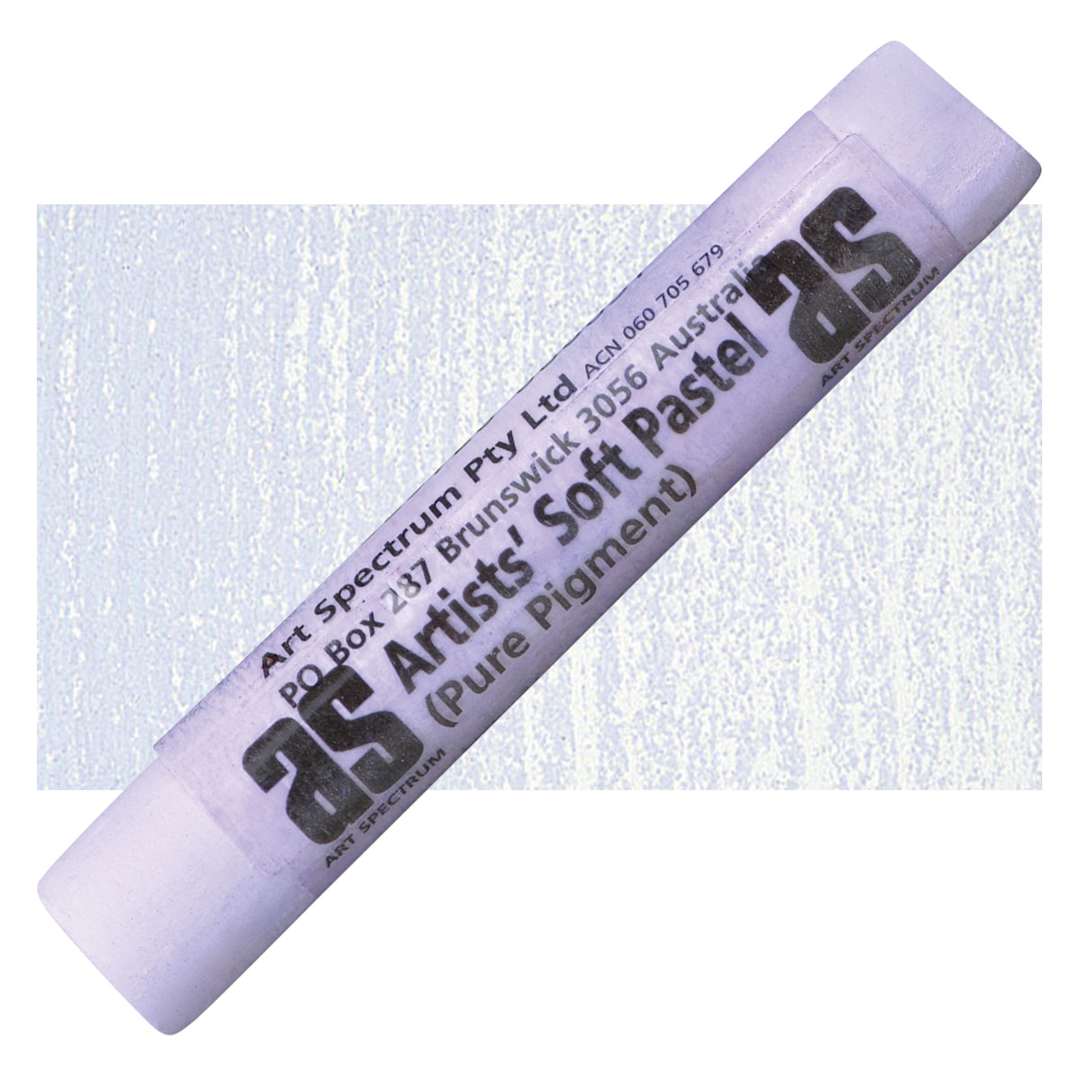 Art Spectrum Pty Ltd ACN 060 705 679
PO Box 287 Brunswick 3056 Australia
as Artists' Soft Pastel as
ART SPECTRUM (Pure Pigment) ART SPECTRUM